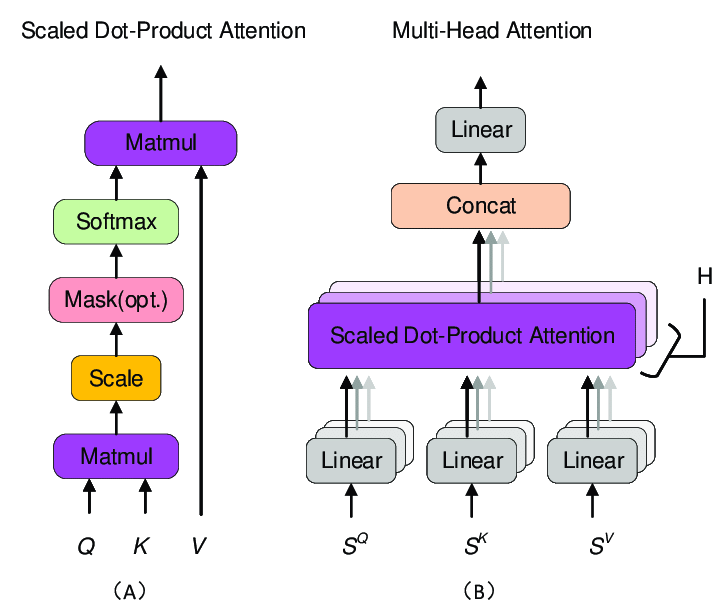 Scaled Dot-Product Attention
Matmul
Softmax
Mask(opt.)
Scale
Matmul
Q K V
(A)
Multi-Head Attention
Linear
Concat
H
Scaled Dot-Product Attention
Linear Linear Linear
S^Q S^K S^V
(B)